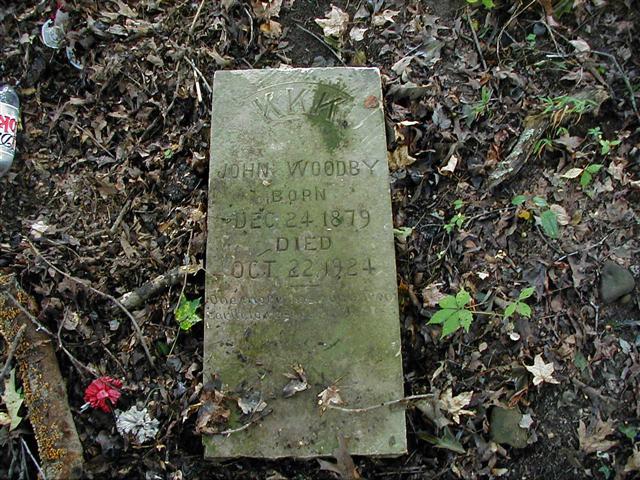 KKK
JOHN WOODBY
BORN
DEC 24 1879
DIED
OCT. 22, 1924